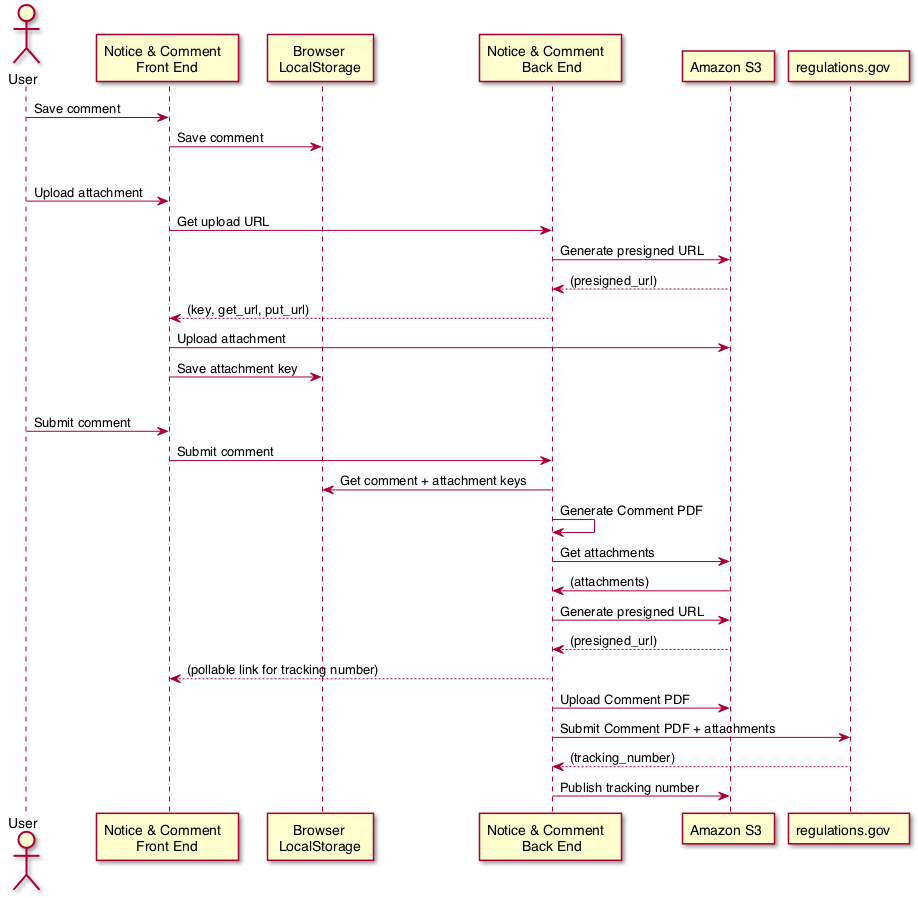 User
Notice & Comment
Front End
Browser
LocalStorage
Notice & Comment
Back End
Amazon S3
regulations.gov
Save comment
Save comment
Upload attachment
Get upload URL
Generate presigned URL
(presigned_url)
(key, get_url, put_url)
Upload attachment
Save attachment key
Submit comment
Submit comment
Get comment + attachment keys
Generate Comment PDF
Get attachments
(attachments)
Generate presigned URL
(presigned_url)
(pollable link for tracking number)
Upload Comment PDF
Submit Comment PDF + attachments
(tracking_number)
Publish tracking number
User
Notice & Comment
Front End
Browser
LocalStorage
Notice & Comment
Back End
Amazon S3
regulations.gov